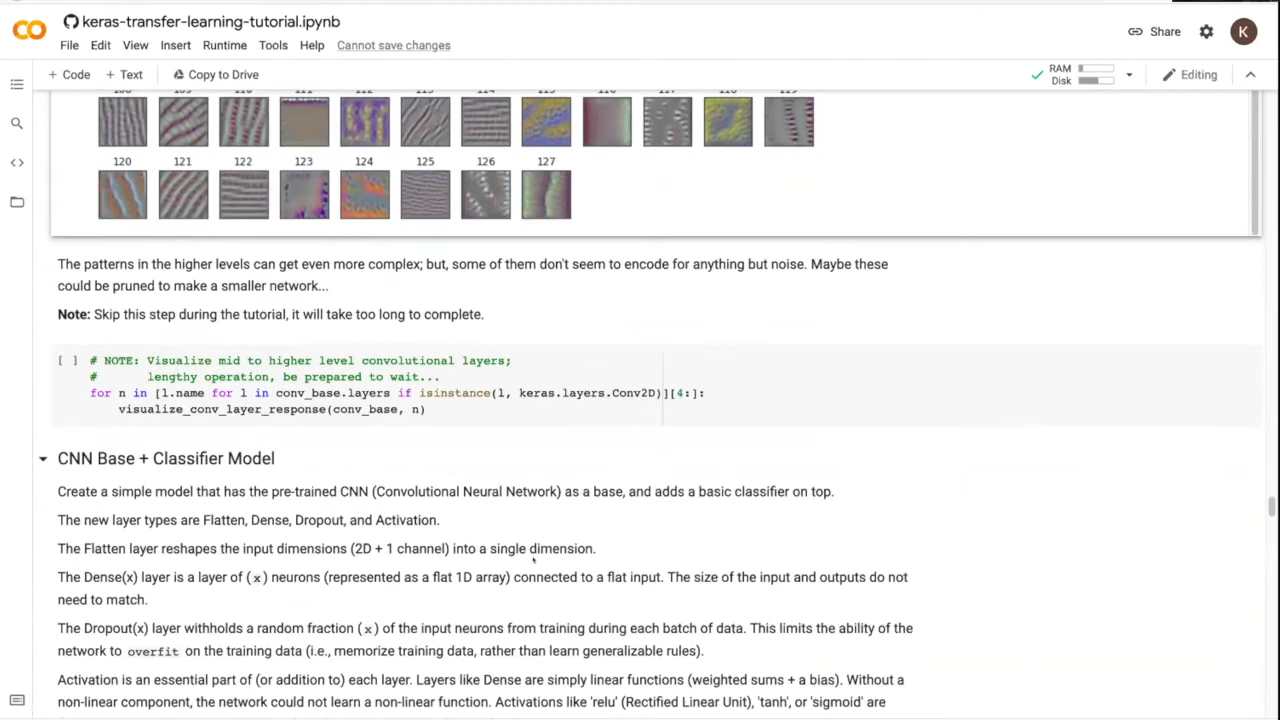 keras-transfer-learning-tutorial.ipynb
Share
K
File Edit View Insert Runtime Tools Help Cannot save changes
+ Code + Text Copy to Drive
RAM
Disk
Editing
120 121 122 123 124 125 126 127
The patterns in the higher levels can get even more complex; but, some of them don't seem to encode for anything but noise. Maybe these
could be pruned to make a smaller network...
Note: Skip this step during the tutorial, it will take too long to complete.
[ ] # NOTE: Visualize mid to higher level convolutional layers;
# lengthy operation, be prepared to wait...
for n in [l.name for l in conv_base.layers if isinstance(l, keras.layers.Conv2D)][4:]:
visualize_conv_layer_response(conv_base, n)
CNN Base + Classifier Model
Create a simple model that has the pre-trained CNN (Convolutional Neural Network) as a base, and adds a basic classifier on top.
The new layer types are Flatten, Dense, Dropout, and Activation.
The Flatten layer reshapes the input dimensions (2D + 1 channel) into a single dimension.
The Dense(x) layer is a layer of (x) neurons (represented as a flat 1D array) connected to a flat input. The size of the input and outputs do not
need to match.
The Dropout(x) layer withholds a random fraction (x) of the input neurons from training during each batch of data. This limits the ability of the
network to overfit on the training data (i.e., memorize training data, rather than learn generalizable rules).
Activation is an essential part of (or addition to) each layer. Layers like Dense are simply linear functions (weighted sums + a bias). Without a
non-linear component, the network could not learn a non-linear function. Activations like 'relu' (Rectified Linear Unit), 'tanh', or 'sigmoid' are